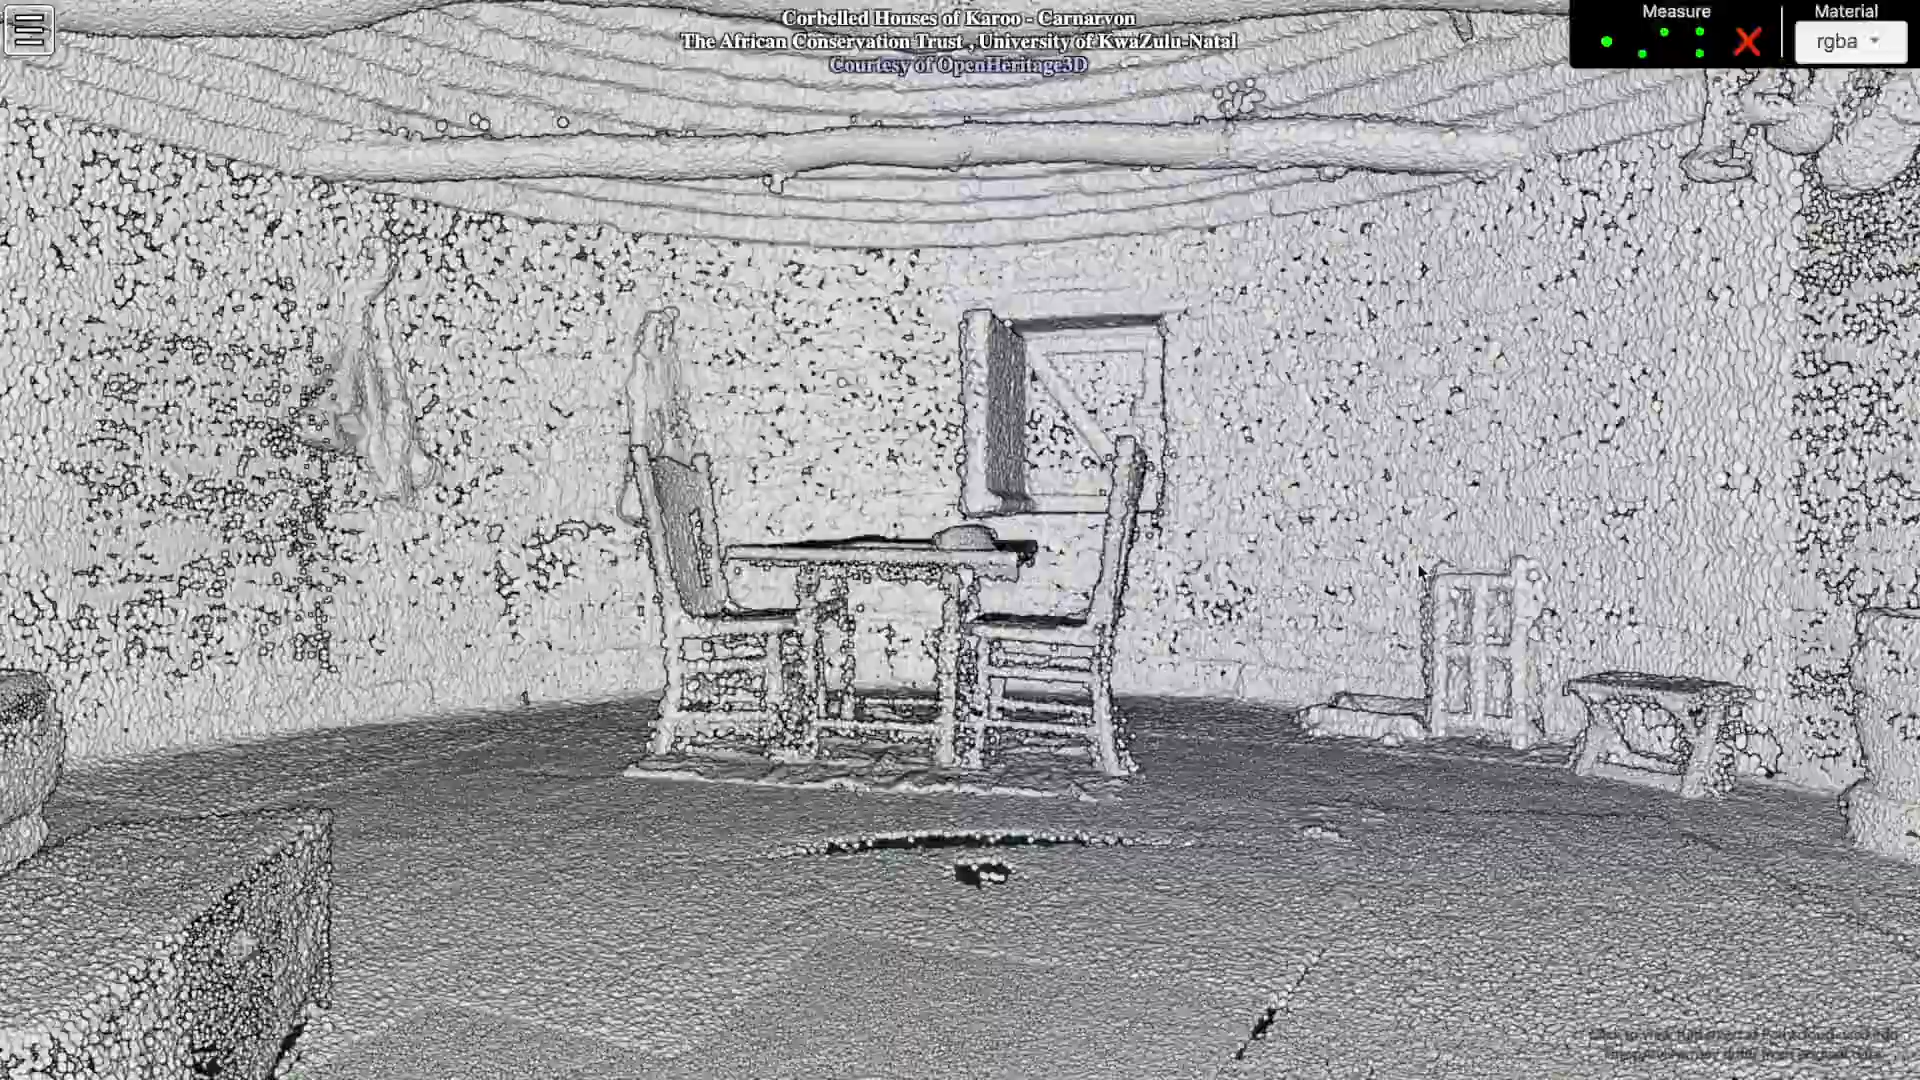 Corbelled Houses of Karoo - Carnarvon
The African Conservation Trust , University of KwaZulu-Natal
Courtesy of OpenHeritage3D
Measure
Material
rgba